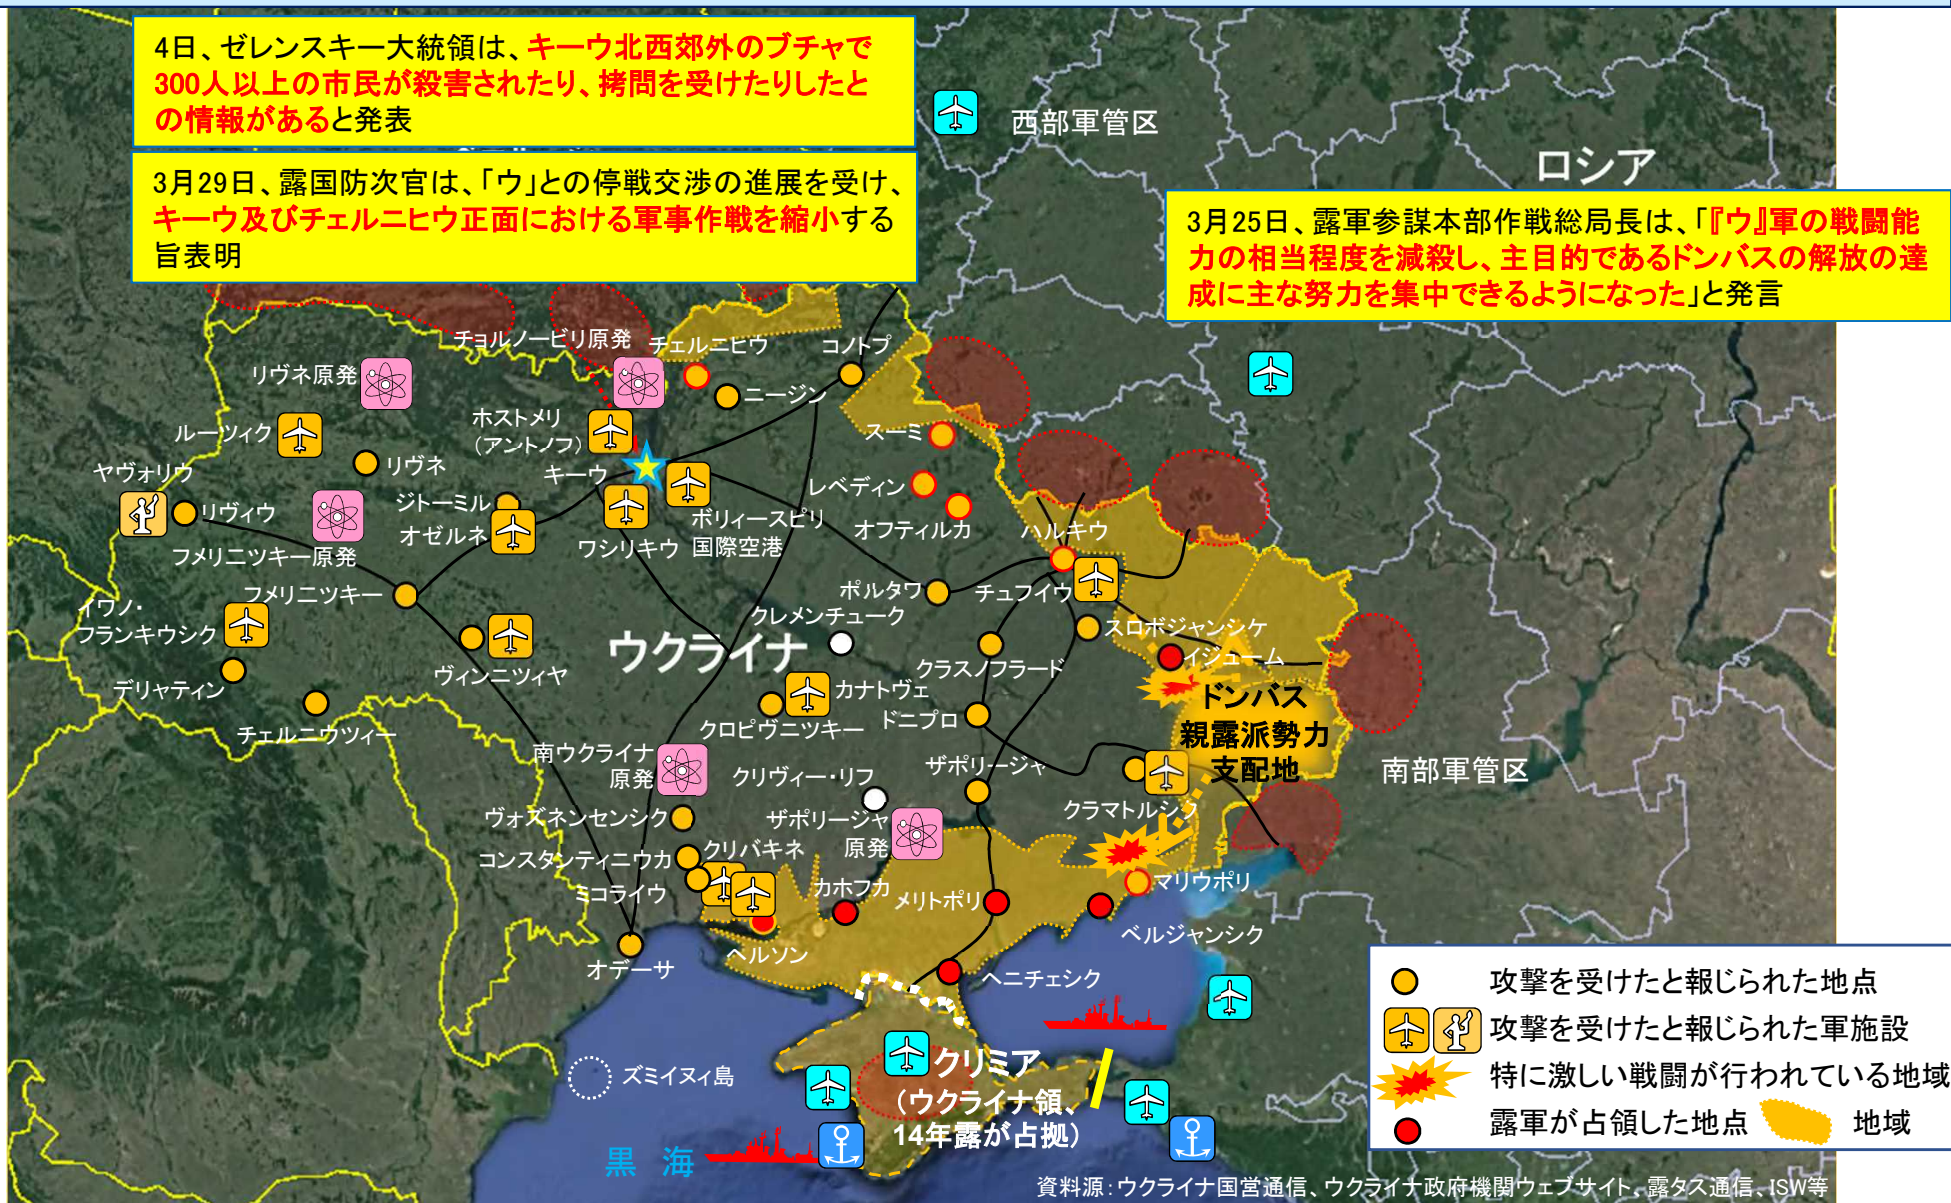 4日、ゼレンスキー大統領は、キーウ北西郊外のブチャで
300人以上の市民が殺害されたり、拷問を受けたりしたと
の情報があると発表
3月29日、露国防次官は、「ウ」との停戦交渉の進展を受け、
キーウ及びチェルニヒウ正面における軍事作戦を縮小する
旨表明
西部軍管区
ロシア
3月25日、露軍参謀本部作戦総局長は、「『ウ』軍の戦闘能
力の相当程度を減殺し、主目的であるドンバスの解放の達
成に主な努力を集中できるようになった」と発言
チョルノービリ原発
チェルニヒウ
コノトプ
リヴネ原発
ニージン
ホストメリ
(アントノフ)
ルーツィク
スーミ
ヤヴォリウ
リヴネ
キーウ
レベディン
リヴィウ
ジトーミル
オゼルネ
ボリィースピリ
国際空港
オフティルカ
ハルキウ
フメリニツキー原発
ワシリキウ
フメリニツキー
ポルタワ
チュフイウ
イワノ・
フランキウシク
クレメンチューク
スロボジャンシケ
ウクライナ
クラスノフラード
イジューム
デリャティン
ヴィンニツィヤ
カナトヴェ
ドンバス
親露派勢力
支配地
チェルニウツィー
クロピヴニツキー
ドニプロ
南ウクライナ
原発
クリヴィー・リフ
ザポリージャ
南部軍管区
クラマトルシク
ヴォズネンセンシク
ザポリージャ
原発
コンスタンティニウカ
クリバキネ
ミコライウ
カホフカ
メリトポリ
マリウポリ
ベルジャンシク
オデーサ
ヘルソン
ヘニチェシク
ズミイヌィ島
クリミア
(ウクライナ領、
14年露が占拠)
黒 海
攻撃を受けたと報じられた地点
攻撃を受けたと報じられた軍施設
特に激しい戦闘が行われている地域
露軍が占領した地点 地域
資料源:ウクライナ国営通信、ウクライナ政府機関ウェブサイト、露タス通信、ISW等